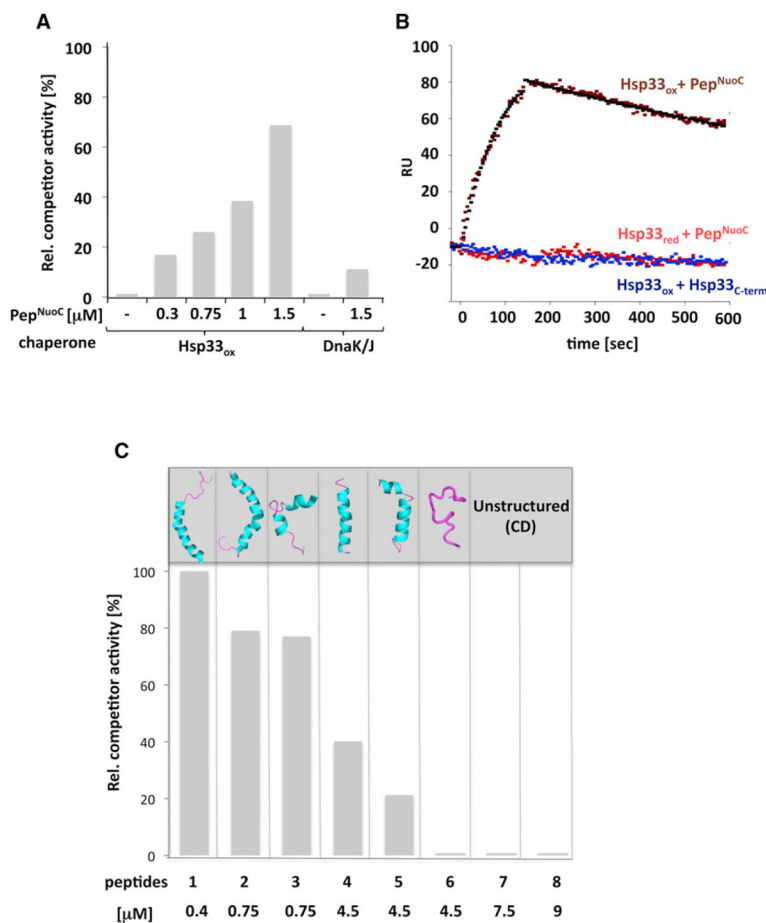 A
Rel. competitor activity [%]
100
80
60
40
20
0
Pep^NuoC [μM] - 0.3 0.75 1 1.5 - 1.5
chaperone Hsp33ox DnaK/J
B
RU
100
80
60
40
20
0
-20
Hsp33ox + Pep^NuoC
Hsp33red + Pep^NuoC
Hsp33ox + Hsp33C-term
0 100 200 300 400 500 600
time [sec]
C
Unstructured
(CD)
Rel. competitor activity [%]
100
80
60
40
20
0
peptides 1 2 3 4 5 6 7 8
[μM] 0.4 0.75 0.75 4.5 4.5 4.5 7.5 9